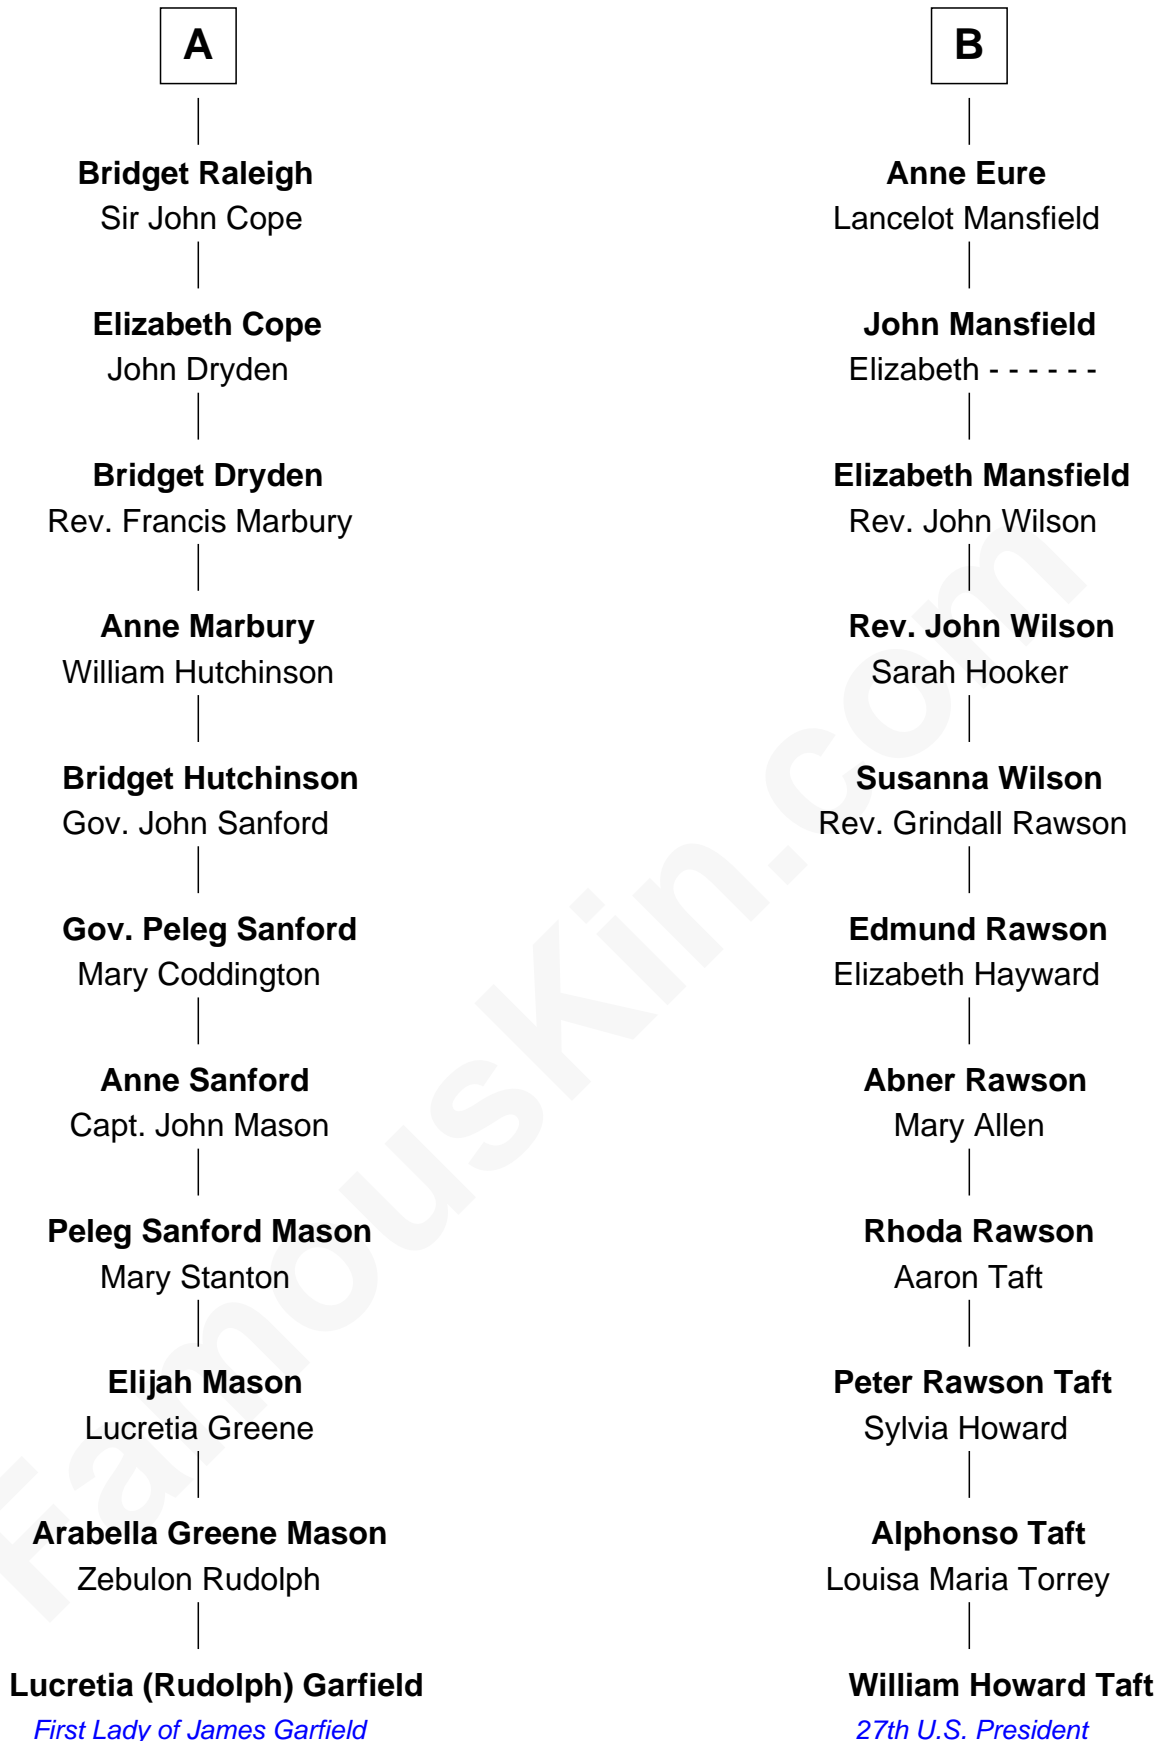 A
Bridget Raleigh
Sir John Cope
Elizabeth Cope
John Dryden
Bridget Dryden
Rev. Francis Marbury
Anne Marbury
William Hutchinson
Bridget Hutchinson
Gov. John Sanford
Gov. Peleg Sanford
Mary Coddington
Anne Sanford
Capt. John Mason
Peleg Sanford Mason
Mary Stanton
Elijah Mason
Lucretia Greene
Arabella Greene Mason
Zebulon Rudolph
Lucretia (Rudolph) Garfield
First Lady of James Garfield
B
Anne Eure
Lancelot Mansfield
John Mansfield
Elizabeth - - - - - -
Elizabeth Mansfield
Rev. John Wilson
Rev. John Wilson
Sarah Hooker
Susanna Wilson
Rev. Grindall Rawson
Edmund Rawson
Elizabeth Hayward
Abner Rawson
Mary Allen
Rhoda Rawson
Aaron Taft
Peter Rawson Taft
Sylvia Howard
Alphonso Taft
Louisa Maria Torrey
William Howard Taft
27th U.S. President
FamousKin.com